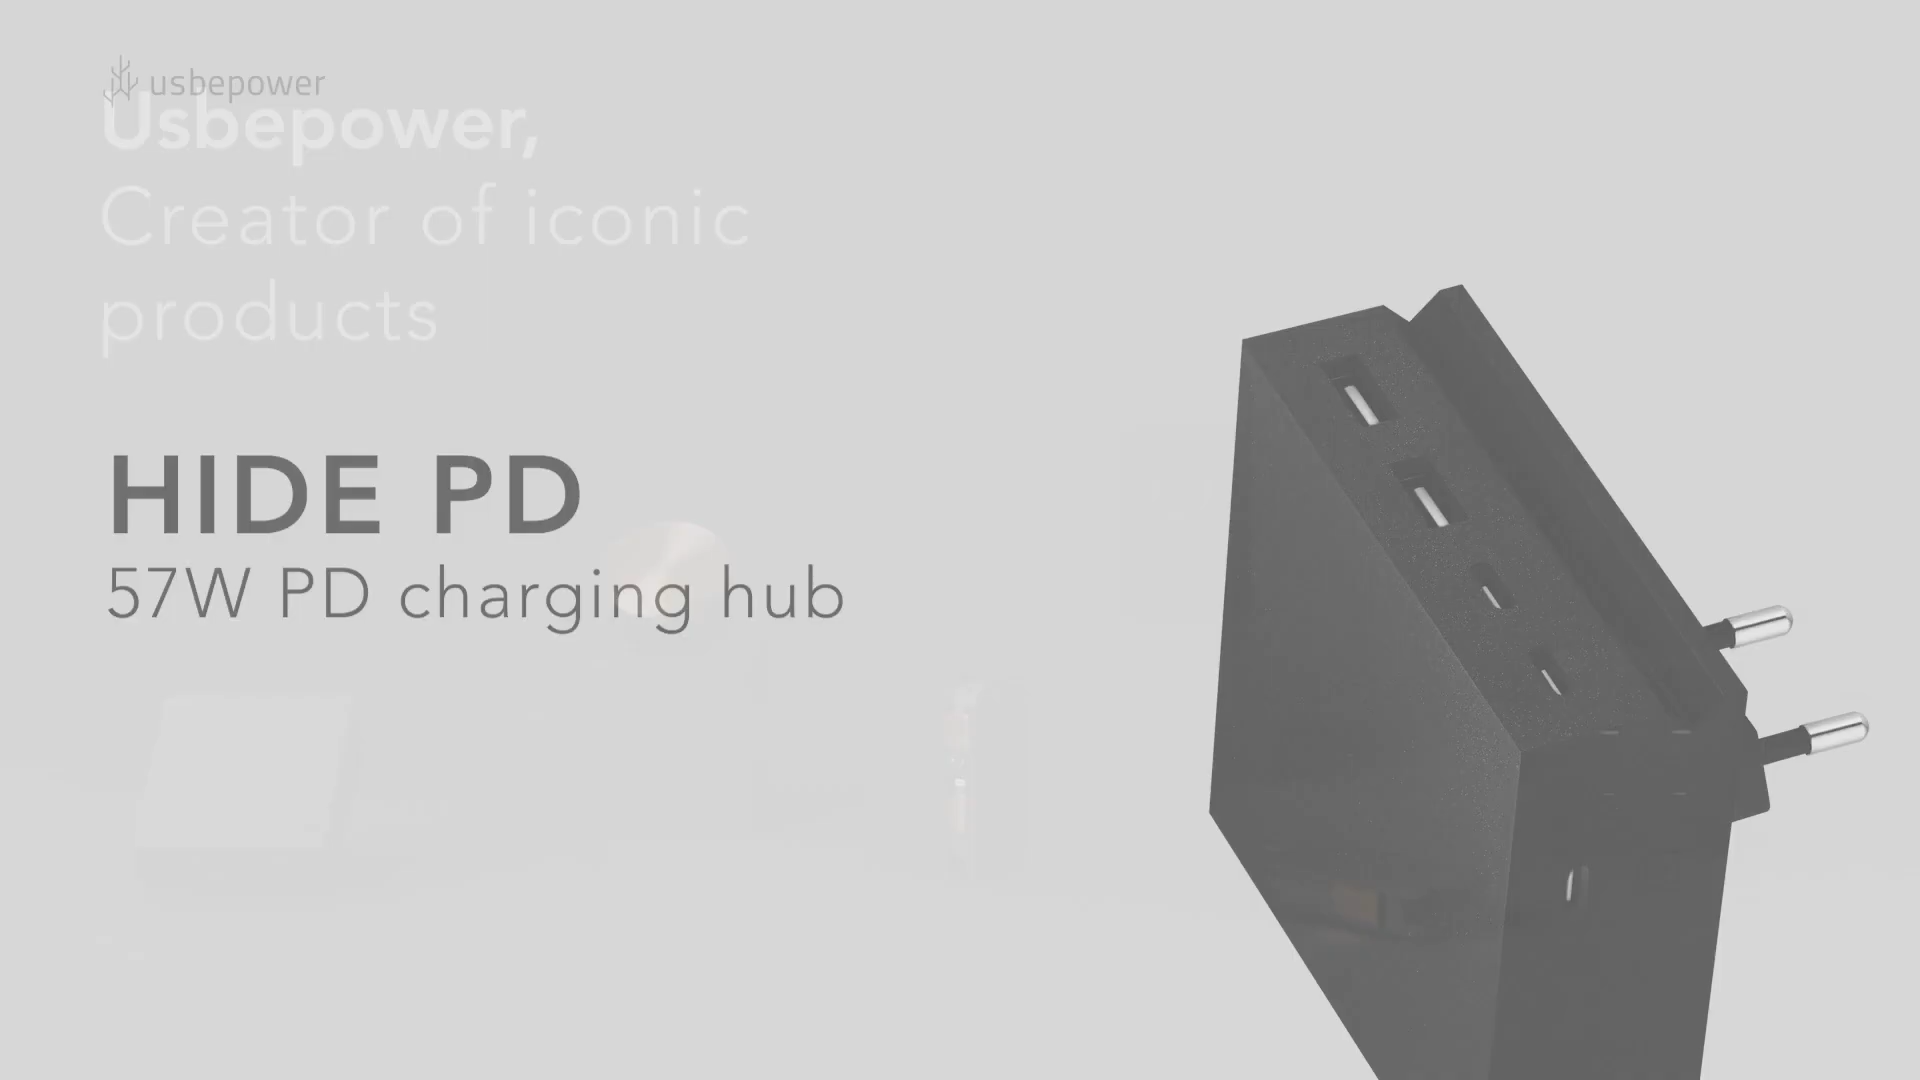 usbepower
Usbepower,
Creator of iconic
products
HIDE PD
57W PD charging hub